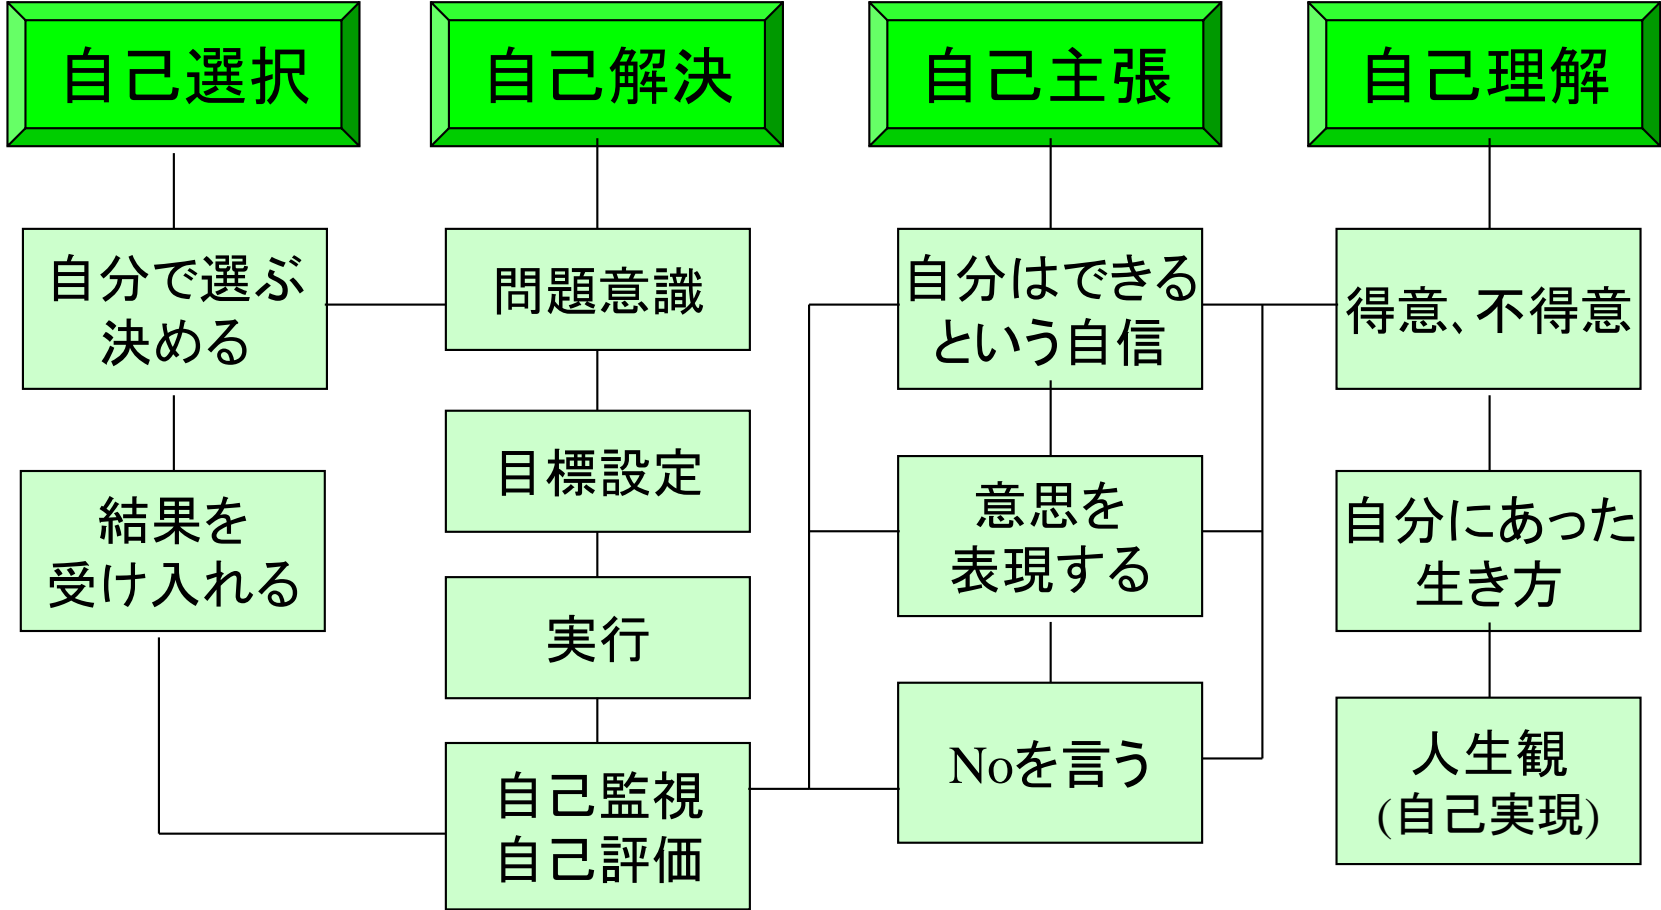 自己選択
自己解決
自己主張
自己理解
自分で選ぶ
決める
結果を
受け入れる
問題意識
目標設定
実行
自己監視
自己評価
自分はできる
という自信
意思を
表現する
Noを言う
得意、不得意
自分にあった
生き方
人生観
(自己実現)